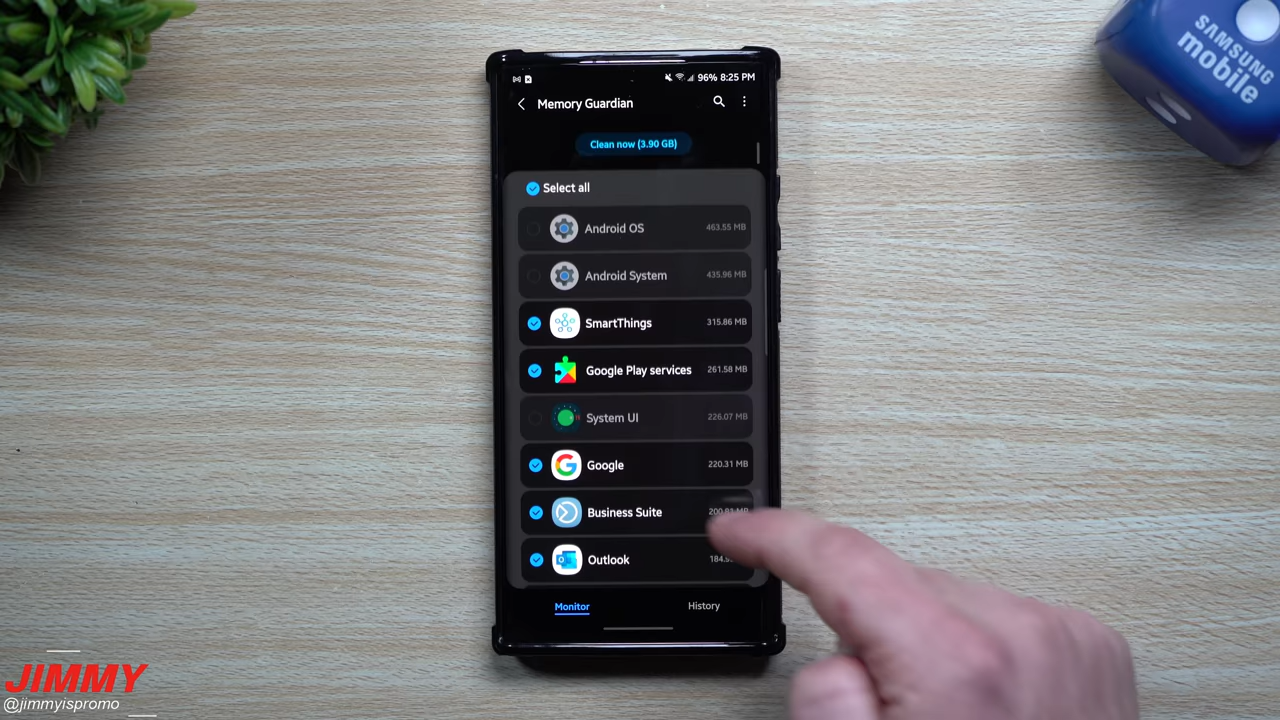 96% 8:25 PM
Memory Guardian
Clean now (3.90 GB)
Select all
Android OS 463.55 MB
Android System 435.96 MB
SmartThings 315.86 MB
Google Play services 261.58 MB
System UI 226.07 MB
Google 220.31 MB
Business Suite
Outlook
Monitor History
SAMSUNG
mobile
JIMMY
@jimmyispromo